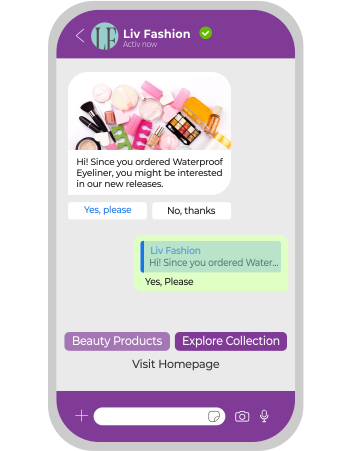 LF
Liv Fashion
Activ now
Hi! Since you ordered Waterproof
Eyeliner, you might be interested
in our new releases.
Yes, please
No, thanks
Liv Fashion
Hi! Since you ordered Water...
Yes, Please
Beauty Products
Explore Collection
Visit Homepage